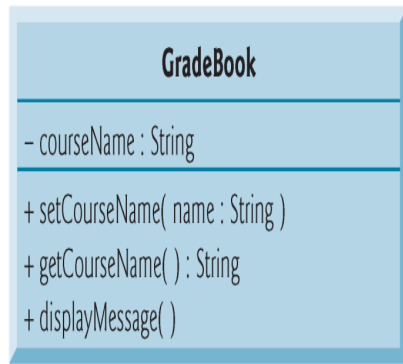 GradeBook
– courseName : String
+ setCourseName( name : String )
+ getCourseName( ) : String
+ displayMessage( )